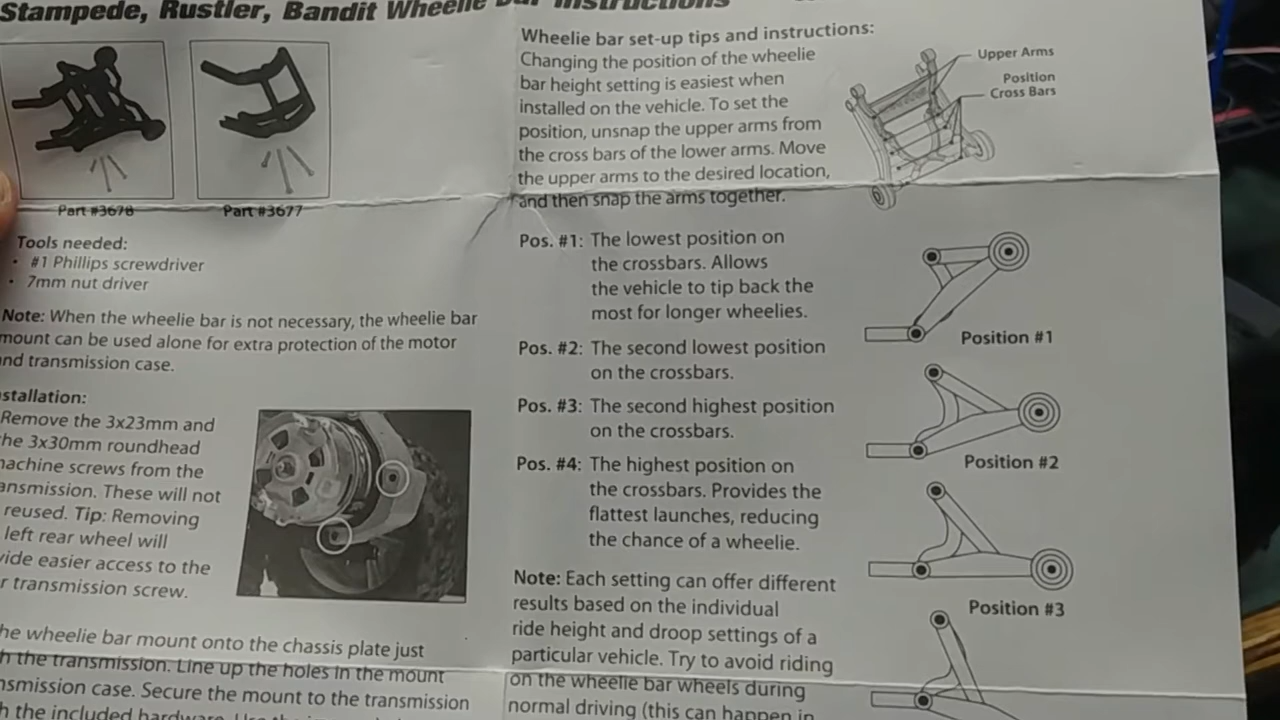 Stampede, Rustler, Bandit Wheelie Bar Instructions
Part #3678
Part #3677
Tools needed:
• #1 Phillips screwdriver
• 7mm nut driver
Note: When the wheelie bar is not necessary, the wheelie bar
mount can be used alone for extra protection of the motor
nd transmission case.
stallation:
Remove the 3x23mm and
he 3x30mm roundhead
achine screws from the
ansmission. These will not
reused. Tip: Removing
left rear wheel will
vide easier access to the
r transmission screw.
he wheelie bar mount onto the chassis plate just
h the transmission. Line up the holes in the mount
nsmission case. Secure the mount to the transmission
h the included hardware. Use the
Wheelie bar set-up tips and instructions:
Changing the position of the wheelie
bar height setting is easiest when
installed on the vehicle. To set the
position, unsnap the upper arms from
the cross bars of the lower arms. Move
the upper arms to the desired location,
and then snap the arms together.
Upper Arms
Position
Cross Bars
Pos. #1: The lowest position on
the crossbars. Allows
the vehicle to tip back the
most for longer wheelies.
Pos. #2: The second lowest position
on the crossbars.
Pos. #3: The second highest position
on the crossbars.
Pos. #4: The highest position on
the crossbars. Provides the
flattest launches, reducing
the chance of a wheelie.
Note: Each setting can offer different
results based on the individual
ride height and droop settings of a
particular vehicle. Try to avoid riding
on the wheelie bar wheels during
normal driving (this can happen in
Position #1
Position #2
Position #3